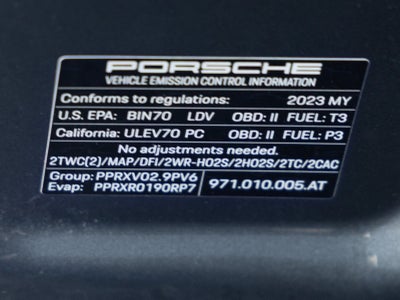 PORSCHE
VEHICLE EMISSION CONTROL INFORMATION
Conforms to regulations: 2023 MY
U.S. EPA: BIN70 LDV OBD: II FUEL: T3
California: ULEV70 PC OBD: II FUEL: P3
No adjustments needed.
2TWC(2)/MAP/DFI/2WR-HO2S/2HO2S/2TC/2CAC
Group: PPRXV02.9PV6
Evap: PPRXR0190RP7 971.010.005.AT